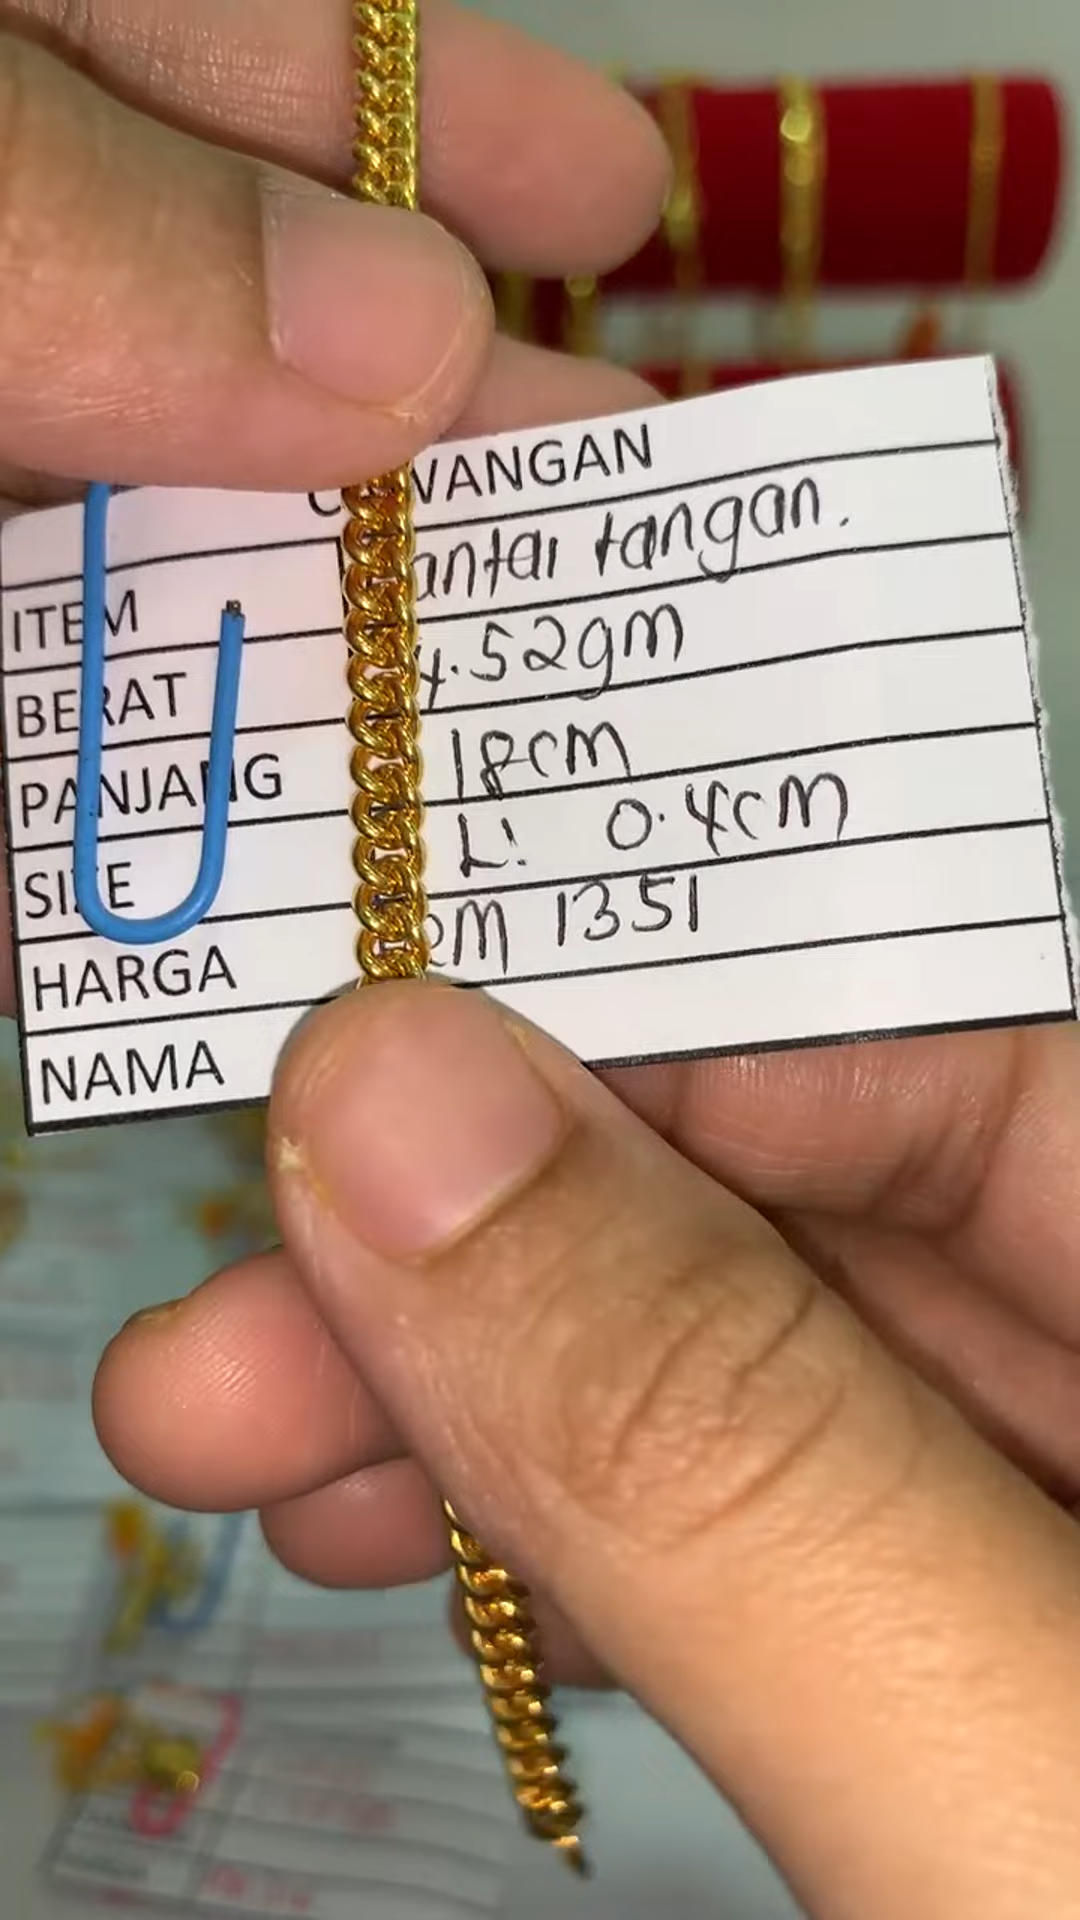 C VANGAN
ITEM antai tangan.
BERAT 4.52gm
PANJANG 18cm
SIZE L: 0.4cm
HARGA RM 1351
NAMA